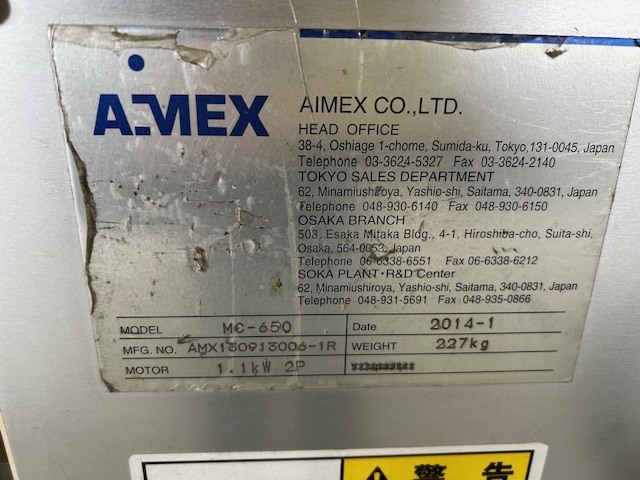 AIMEX
AIMEX CO.,LTD.
HEAD OFFICE
38-4, Oshiage 1-chome, Sumida-ku, Tokyo,131-0045, Japan
Telephone 03-3624-5327 Fax 03-3624-2140
TOKYO SALES DEPARTMENT
62, Minamiushiroya, Yashio-shi, Saitama, 340-0831, Japan
Telephone 048-930-6140 Fax 048-930-6150
OSAKA BRANCH
503, Esaka Mitaka Bldg., 4-1, Hiroshiba-cho, Suita-shi,
Osaka, 564-0052, Japan
Telephone 06-6338-6551 Fax 06-6338-6212
SOKA PLANT・R&D Center
62, Minamiushiroya, Yashio-shi, Saitama, 340-0831, Japan
Telephone 048-931-5691 Fax 048-935-0866
MODEL MC-650 Date 2014-1
MFG. NO. AMX130913006-1R WEIGHT 227kg
MOTOR 1.1kW 2P
警告